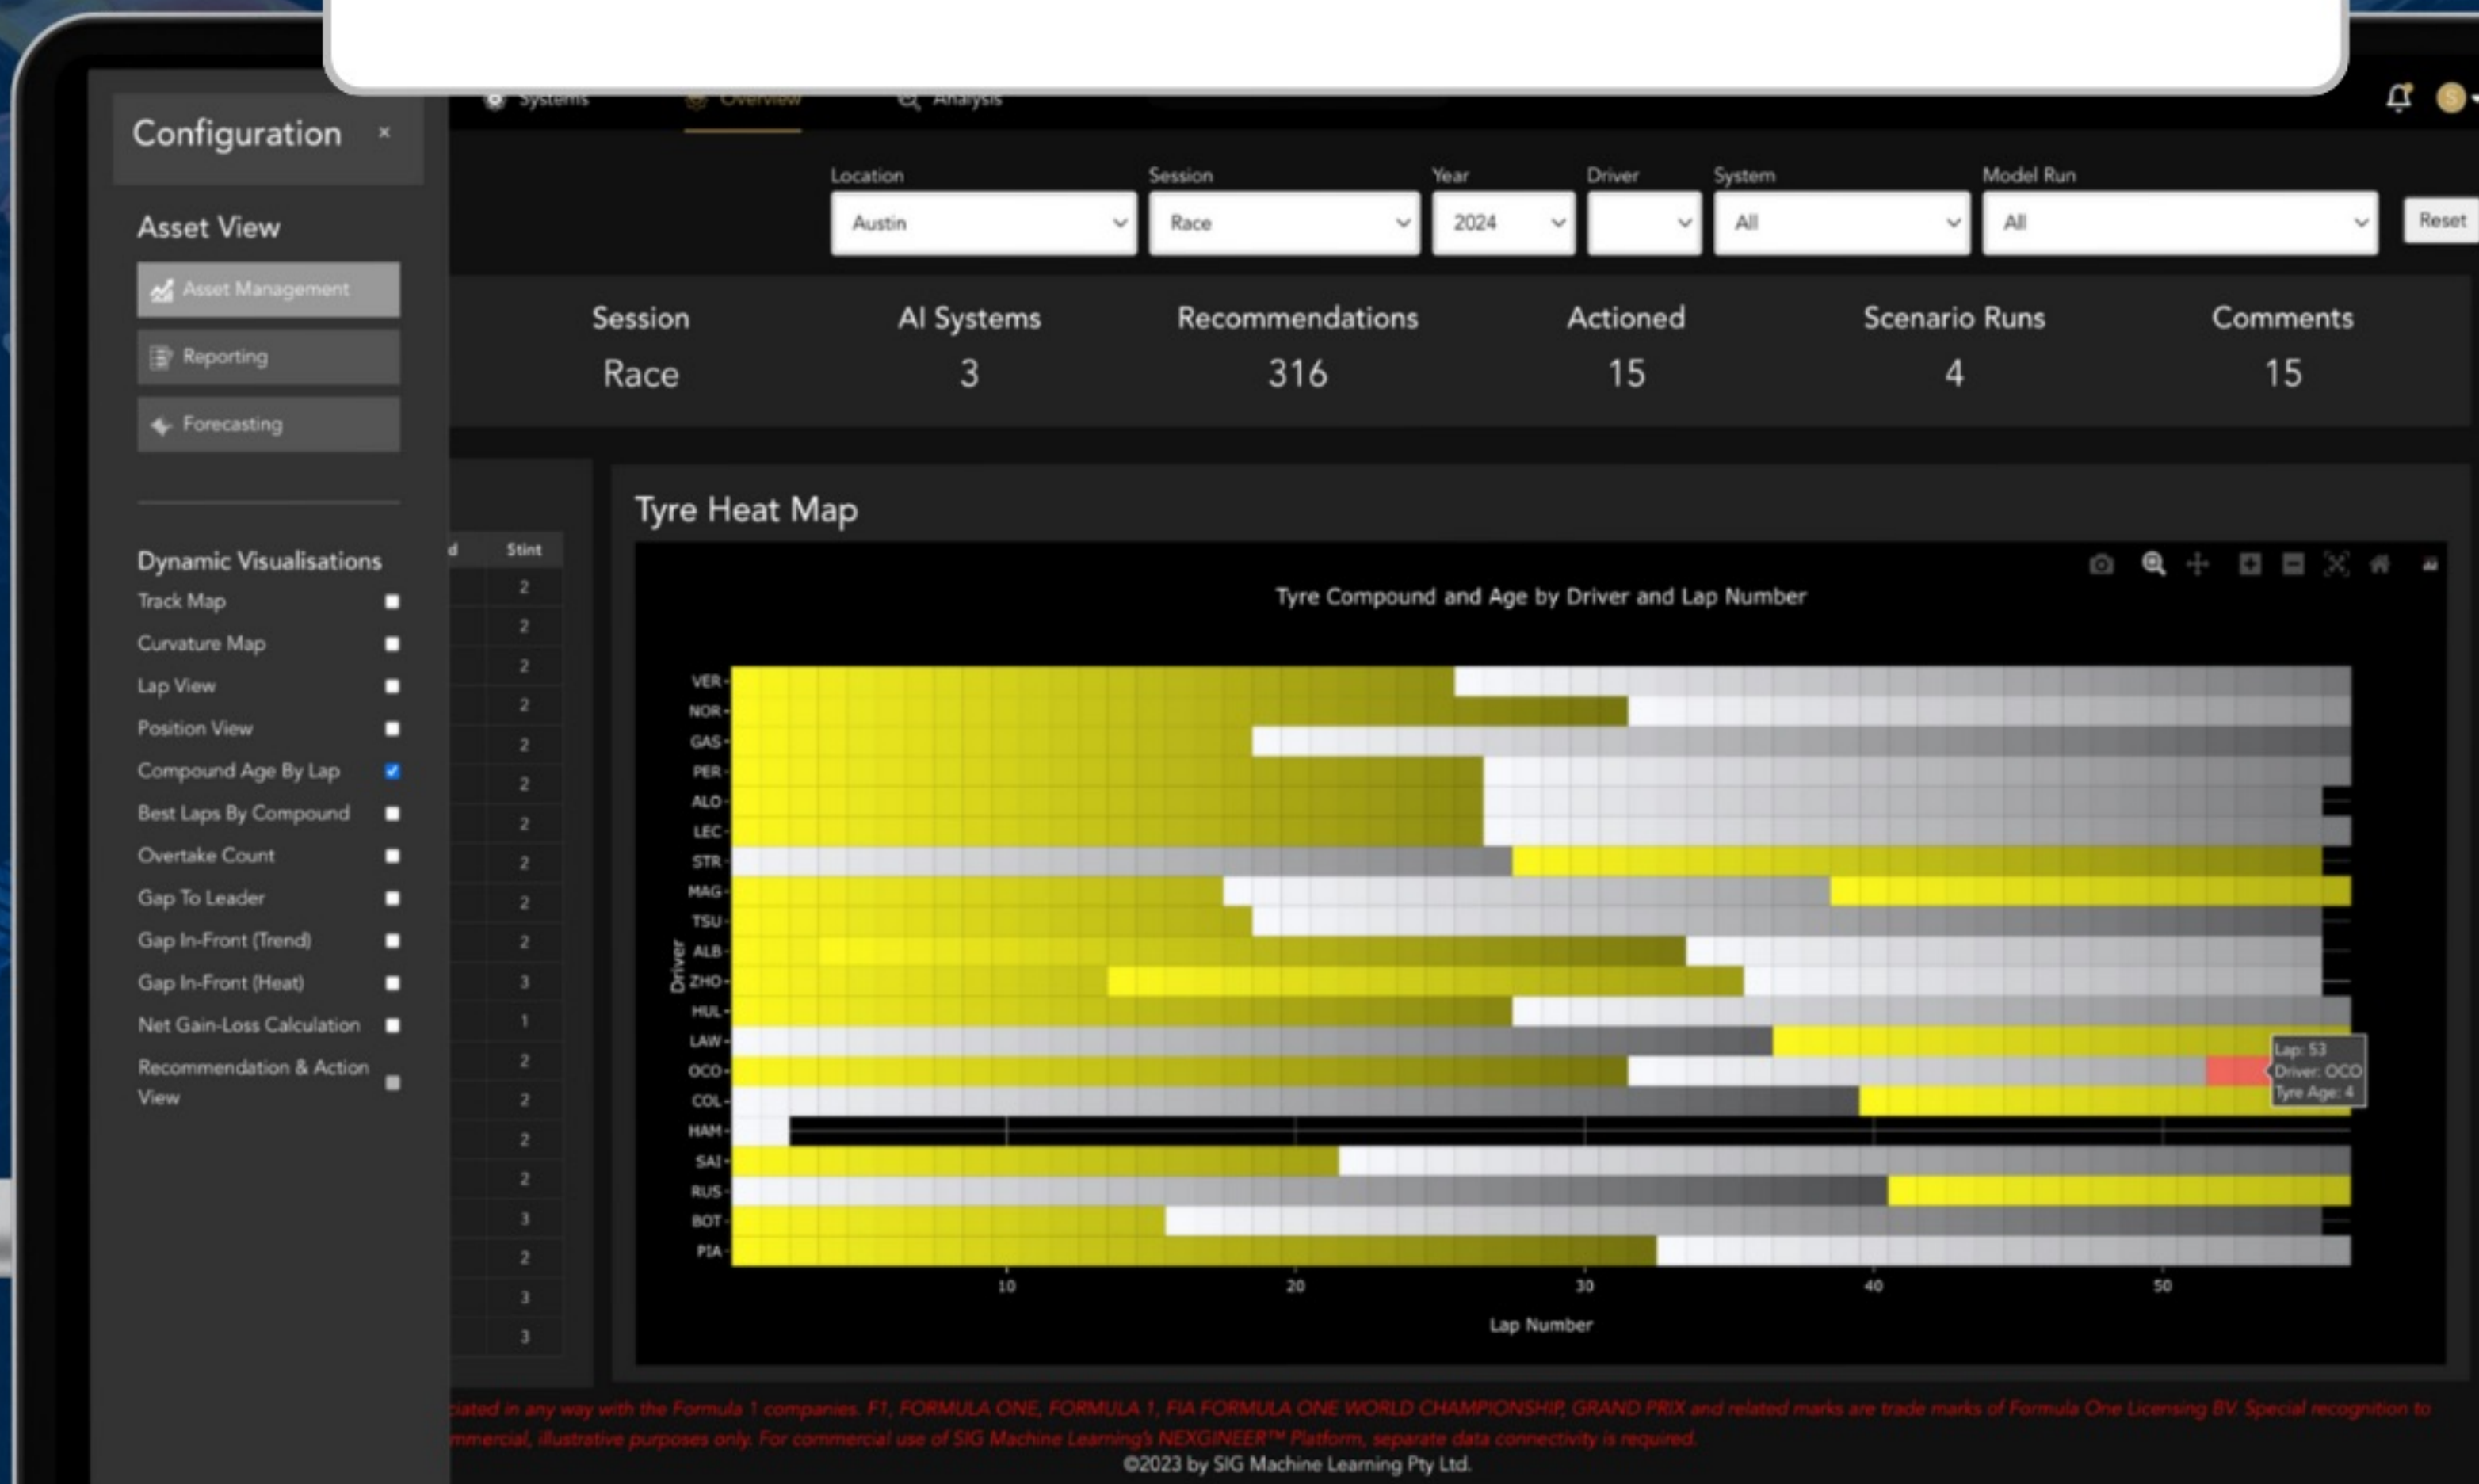 Systems
Overview
Analysis
Configuration ×
Asset View
Asset Management
Reporting
Forecasting
Dynamic Visualisations
Track Map
Curvature Map
Lap View
Position View
Compound Age By Lap
Best Laps By Compound
Overtake Count
Gap To Leader
Gap In-Front (Trend)
Gap In-Front (Heat)
Net Gain-Loss Calculation
Recommendation & Action
View
Location Session Year Driver System Model Run
Austin Race 2024 All All Reset
S
Session AI Systems Recommendations Actioned Scenario Runs Comments
Race 3 316 15 4 15
d Stint
2
2
2
2
2
2
2
2
2
2
3
1
2
2
2
2
3
2
3
3
Tyre Heat Map
Tyre Compound and Age by Driver and Lap Number
Driver
VER
NOR
GAS
PER
ALO
LEC
STR
MAG
TSU
ALB
ZHO
HUL
LAW
OCO
COL
HAM
SAI
RUS
BOT
PIA
Lap: 53
Driver: OCO
Tyre Age: 4
10 20 30 40 50
Lap Number
ciated in any way with the Formula 1 companies. F1, FORMULA ONE, FORMULA 1, FIA FORMULA ONE WORLD CHAMPIONSHIP, GRAND PRIX and related marks are trade marks of Formula One Licensing BV. Special recognition to
mmercial, illustrative purposes only. For commercial use of SIG Machine Learning's NEXGINEER™ Platform, separate data connectivity is required.
©2023 by SIG Machine Learning Pty Ltd.